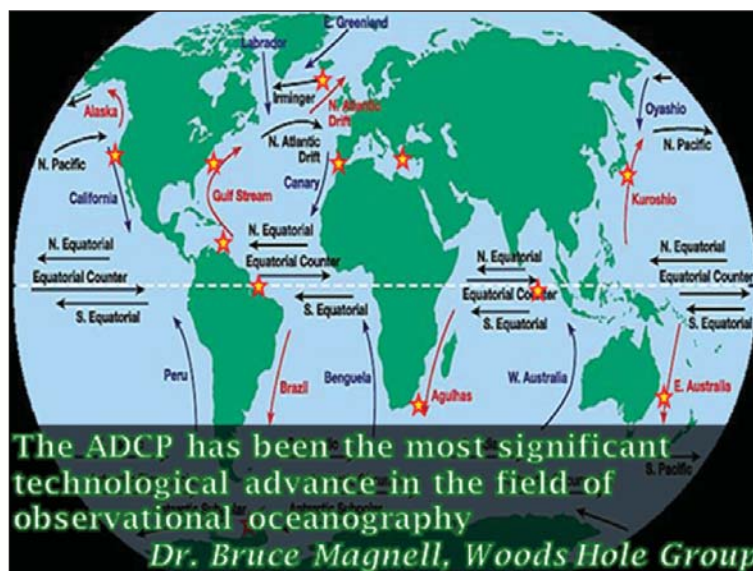 E. Greenland
Labrador
Irminger
Alaska
N. Atlantic
Drift
Oyashio
N. Pacific
N. Atlantic
Drift
N. Pacific
California
Gulf Stream
Canary
Kuroshio
N. Equatorial
N. Equatorial
N. Equatorial
Equatorial Counter
Equatorial Counter
Equatorial Counter
Equatorial Counter
S. Equatorial
S. Equatorial
S. Equatorial
S. Equatorial
Peru
Brazil
Benguela
Agulhas
W. Australia
E. Australia
S. Pacific
The ADCP has been the most significant
technological advance in the field of
observational oceanography
Dr. Bruce Magnell, Woods Hole Group